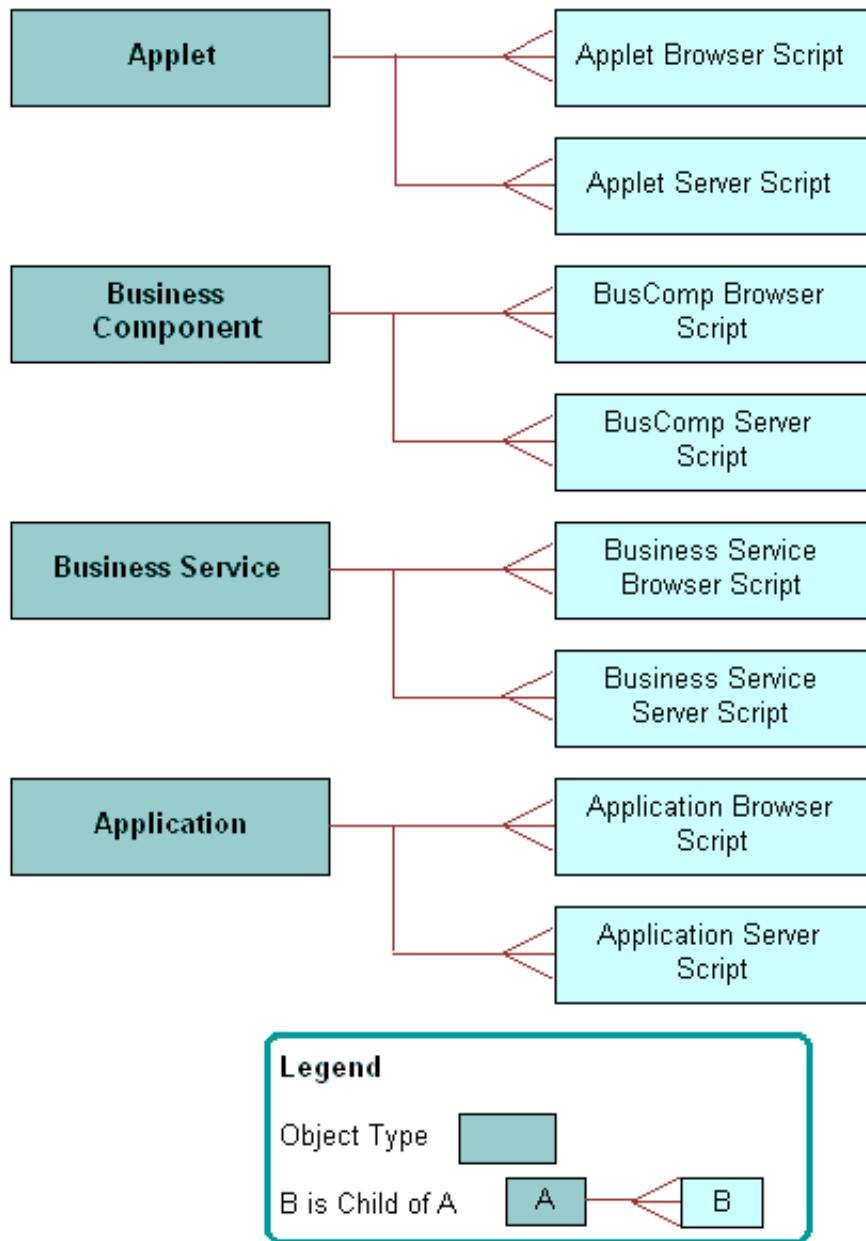 Applet
Applet Browser Script
Applet Server Script
Business
Component
BusComp Browser
Script
BusComp Server
Script
Business Service
Business Service
Browser Script
Business Service
Server Script
Application
Application Browser
Script
Application Server
Script
Legend
Object Type
B is Child of A
A
B